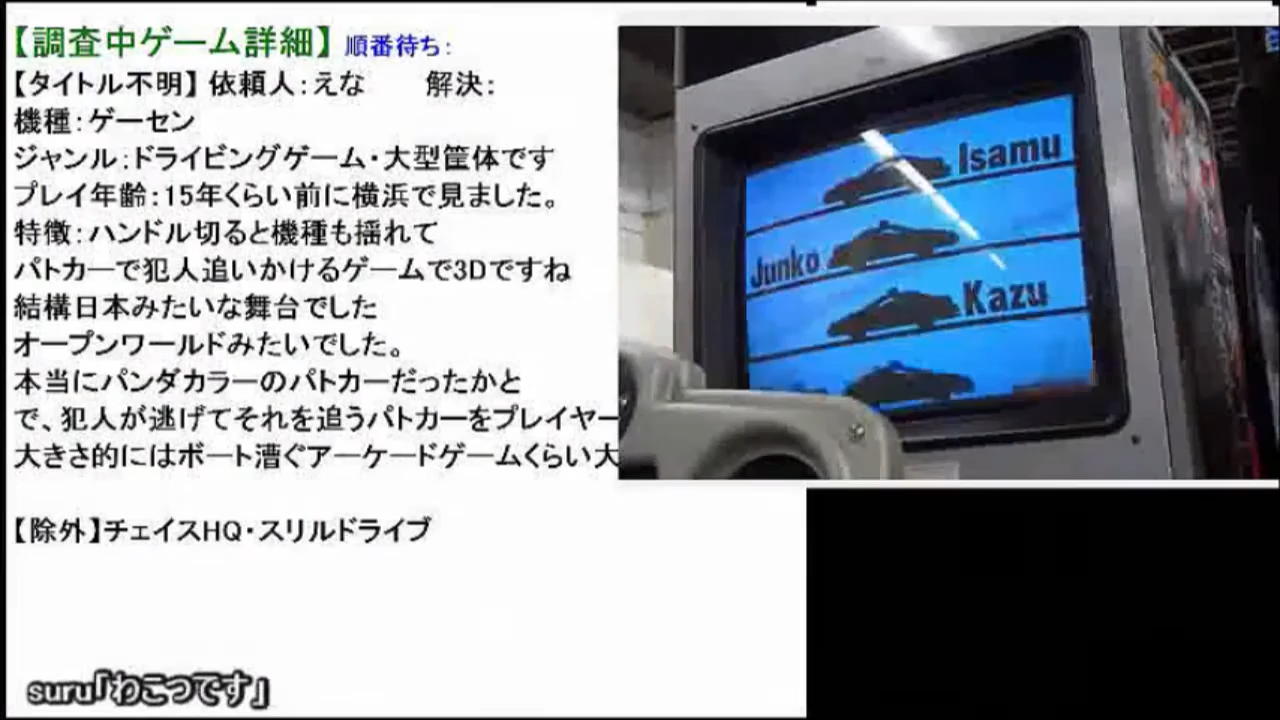 【調査中ゲーム詳細】 順番待ち:
【タイトル不明】 依頼人:えな 解決:
機種:ゲーセン
ジャンル:ドライビングゲーム・大型筐体です
プレイ年齢:15年くらい前に横浜で見ました。
特徴:ハンドル切ると機種も揺れて
パトカーで犯人追いかけるゲームで3Dですね
結構日本みたいな舞台でした
オープンワールドみたいでした。
本当にパンダカラーのパトカーだったかと
で、犯人が逃げてそれを追うパトカーをプレイヤー
大きさ的にはボート漕ぐアーケードゲームくらい大
【除外】チェイスHQ・スリルドライブ
suru「わこつです」
Isamu
Junko
Kazu